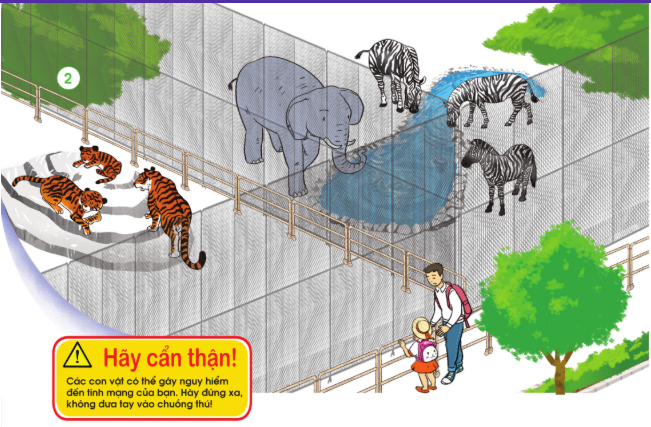 2
Hãy cẩn thận!
Các con vật có thể gây nguy hiểm
đến tính mạng của bạn. Hãy đứng xa,
không đưa tay vào chuồng thú!